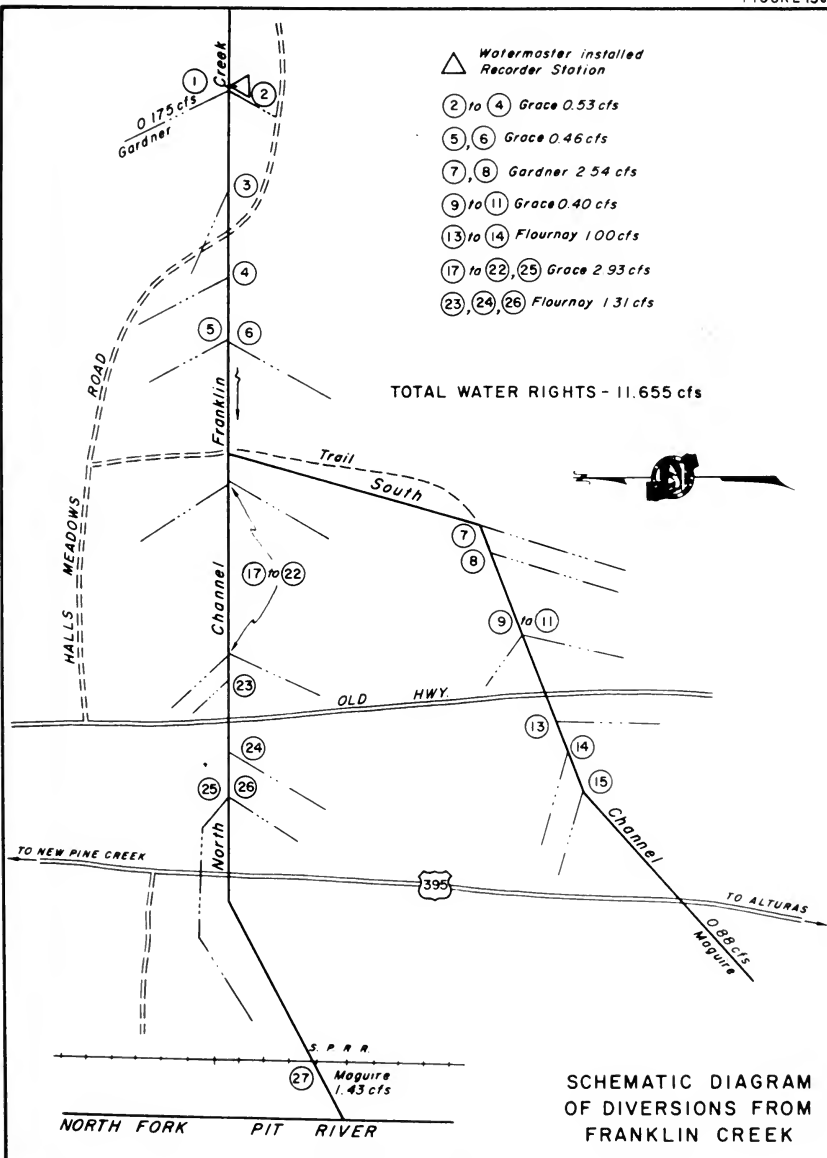 Creek
Watermaster installed
Recorder Station
1
2
0.175 cfs
Gardner
2 to 4 Grace 0.53 cfs
5, 6 Grace 0.46 cfs
7, 8 Gardner 2.54 cfs
9 to 11 Grace 0.40 cfs
13 to 14 Flournay 1.00 cfs
17 to 22, 25 Grace 2.93 cfs
23, 24, 26 Flournay 1.31 cfs
3
4
5
6
TOTAL WATER RIGHTS - 11.655 cfs
HALLS MEADOWS ROAD
Franklin
Trail
South
7
8
17 to 22
Channel
9 to 11
23
OLD HWY.
13
24
14
25
26
15
North
Channel
TO NEW PINE CREEK
395
TO ALTURAS
0.88 cfs
Maguire
S. P. R R.
27
Maguire
1.43 cfs
NORTH FORK PIT RIVER
SCHEMATIC DIAGRAM
OF DIVERSIONS FROM
FRANKLIN CREEK